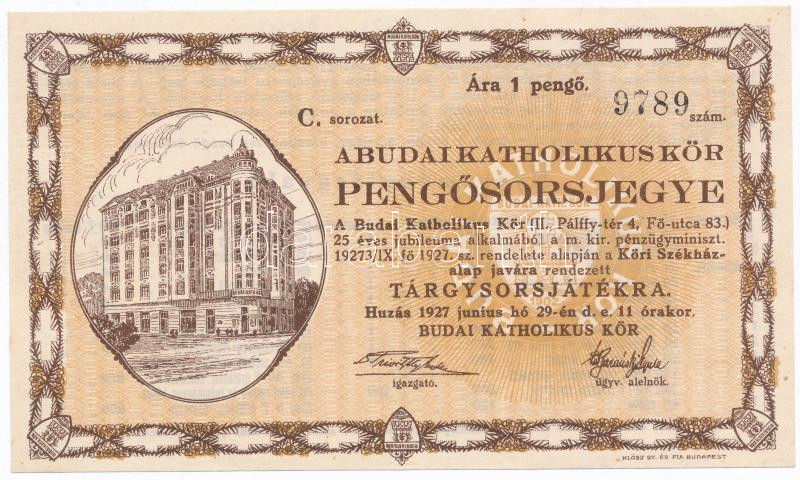 Ára 1 pengő.
C. sorozat. 9789 szám.
A BUDAI KATHOLIKUS KÖR
PENGŐSORSJEGYE
A Budai Katholikus Kör (II., Pálffy-tér 4, Fő-utca 83.)
25 éves jubileuma alkalmából a m. kir. pénzügyminiszt.
19273/IX. fő 1927. sz. rendelete alapján a Köri Székház-
alap javára rendezett
TÁRGYSORSJÁTÉKRA.
Huzás 1927 junius hó 29-én d. e. 11 órakor.
BUDAI KATHOLIKUS KÖR
igazgató. ügyv. alelnök.
KLÖSZ GY. ÉS FIA BUDAPEST